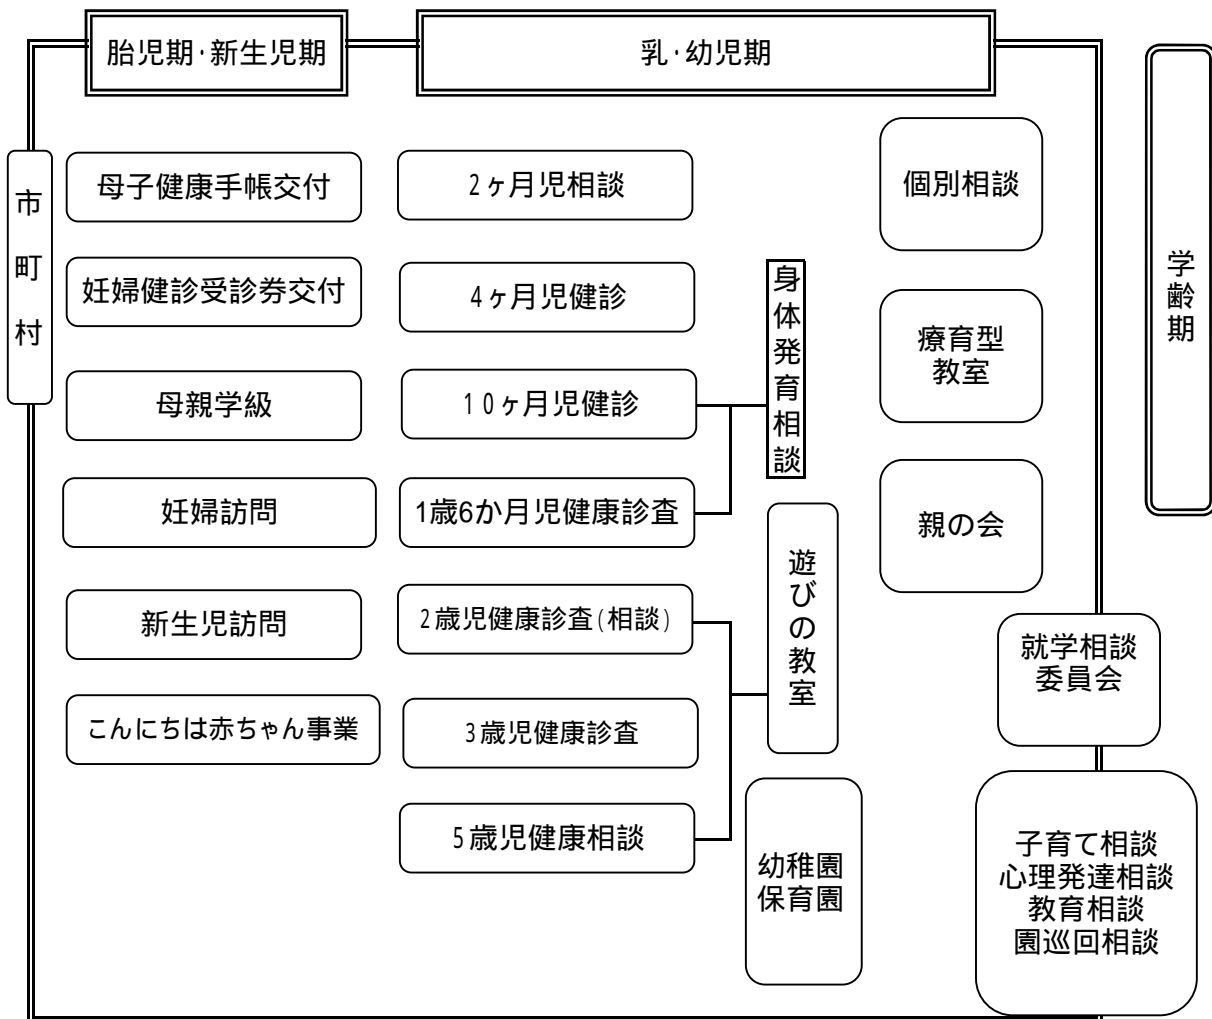 胎児期・新生児期
乳・幼児期
市町村
母子健康手帳交付
妊婦健診受診券交付
母親学級
妊婦訪問
新生児訪問
こんにちは赤ちゃん事業
2ヶ月児相談
4ヶ月児健診
10ヶ月児健診
1歳6か月児健康診査
2歳児健康診査(相談)
3歳児健康診査
5歳児健康相談
身体発育相談
遊びの教室
幼稚園
保育園
個別相談
療育型
教室
親の会
就学相談
委員会
子育て相談
心理発達相談
教育相談
園巡回相談
学齢期